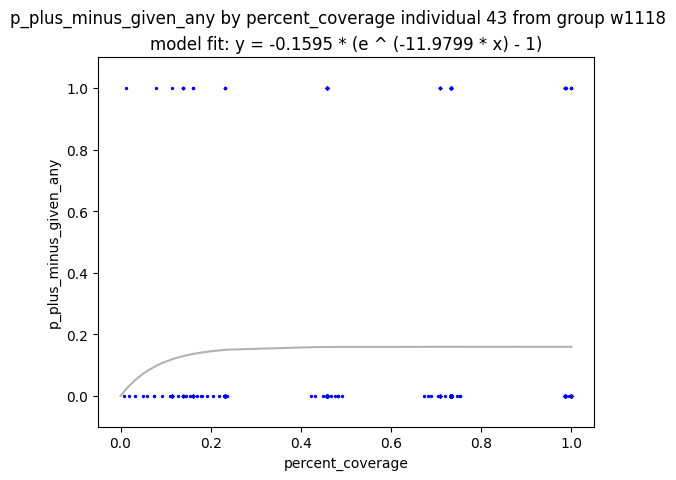 p_plus_minus_given_any by percent_coverage individual 43 from group w1118
model fit: y = -0.1595 * (e ^ (-11.9799 * x) - 1)
1.0
0.8
0.6
0.4
0.2
0.0
p_plus_minus_given_any
0.0 0.2 0.4 0.6 0.8 1.0
percent_coverage